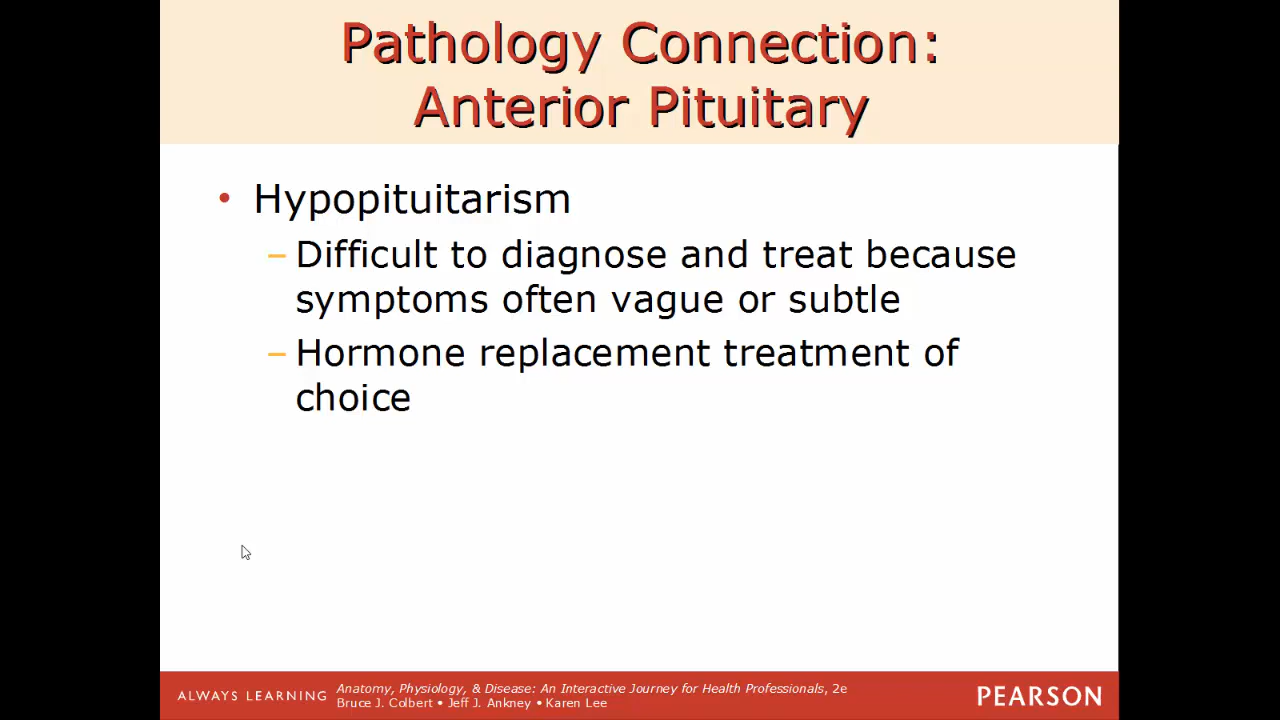 Pathology Connection:
Anterior Pituitary
• Hypopituitarism
– Difficult to diagnose and treat because
symptoms often vague or subtle
– Hormone replacement treatment of
choice
ALWAYS LEARNING
Anatomy, Physiology, & Disease: An Interactive Journey for Health Professionals, 2e
Bruce J. Colbert • Jeff J. Ankney • Karen Lee
PEARSON